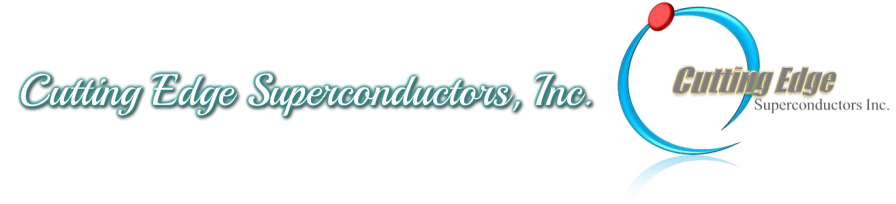 Cutting Edge Superconductors, Inc.
Cutting Edge
Superconductors Inc.